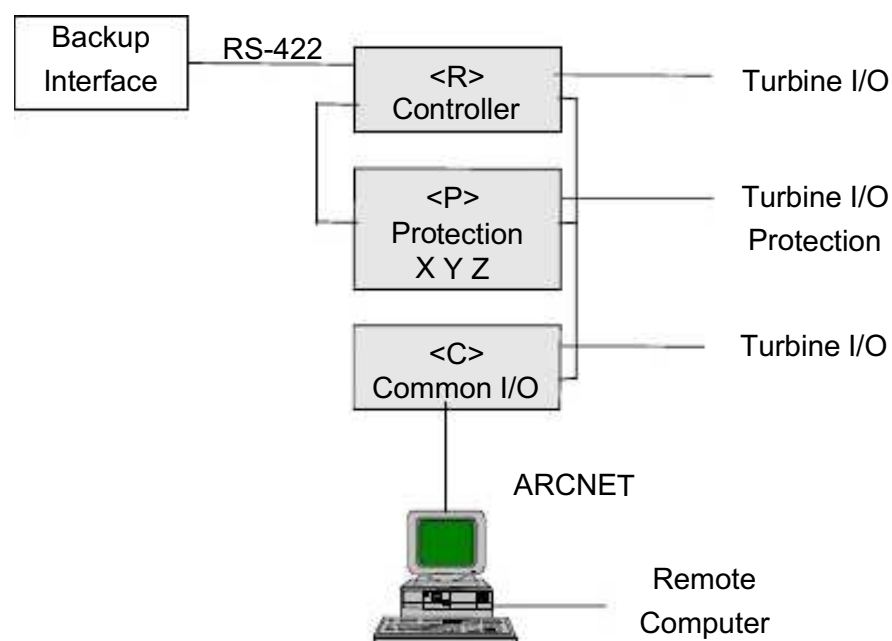 Backup
Interface
RS-422
<R>
Controller
Turbine I/O
<P>
Protection
X Y Z
Turbine I/O
Protection
<C>
Common I/O
Turbine I/O
ARCNET
Remote
Computer